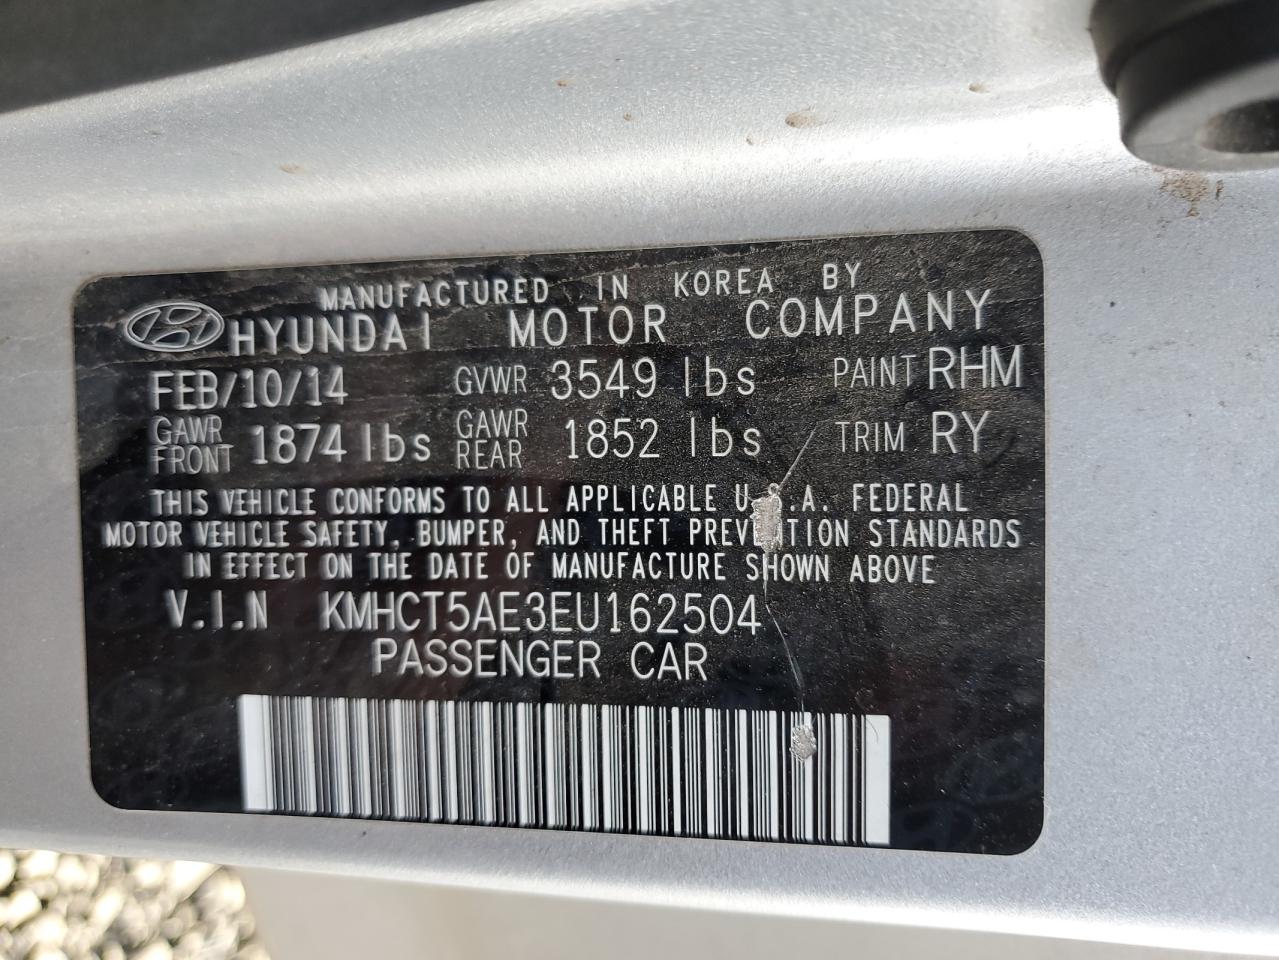 MANUFACTURED IN KOREA BY
HYUNDAI MOTOR COMPANY
FEB/10/14 GVWR 3549 lbs PAINT RHM
GAWR FRONT 1874 lbs GAWR REAR 1852 lbs TRIM RY
THIS VEHICLE CONFORMS TO ALL APPLICABLE U.S.A. FEDERAL
MOTOR VEHICLE SAFETY, BUMPER, AND THEFT PREVENTION STANDARDS
IN EFFECT ON THE DATE OF MANUFACTURE SHOWN ABOVE
V.I.N KMHCT5AE3EU162504
PASSENGER CAR